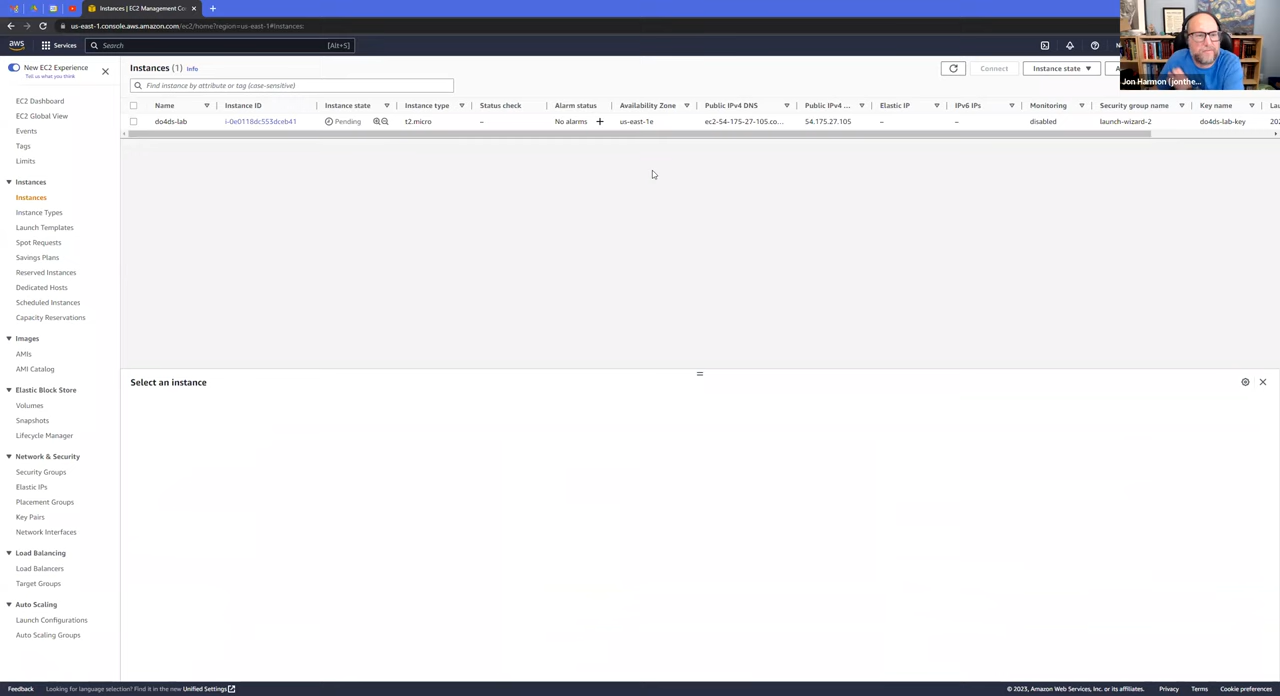 Instances | EC2 Management Co
us-east-1.console.aws.amazon.com/ec2/home?region=us-east-1#Instances:
aws Services Search [Alt+S]
Jon Harmon (jonthe...
New EC2 Experience
Tell us what you think
EC2 Dashboard
EC2 Global View
Events
Tags
Limits
Instances
Instances
Instance Types
Launch Templates
Spot Requests
Savings Plans
Reserved Instances
Dedicated Hosts
Scheduled Instances
Capacity Reservations
Images
AMIs
AMI Catalog
Elastic Block Store
Volumes
Snapshots
Lifecycle Manager
Network & Security
Security Groups
Elastic IPs
Placement Groups
Key Pairs
Network Interfaces
Load Balancing
Load Balancers
Target Groups
Auto Scaling
Launch Configurations
Auto Scaling Groups
Instances (1) Info
Connect Instance state
Find instance by attribute or tag (case-sensitive)
Name Instance ID Instance state Instance type Status check Alarm status Availability Zone Public IPv4 DNS Public IPv4 ... Elastic IP IPv6 IPs Monitoring Security group name Key name
do4ds-lab i-0e0118dc553dceb41 Pending t2.micro – No alarms us-east-1e ec2-54-175-27-105.co... 54.175.27.105 – – disabled launch-wizard-2 do4ds-lab-key
Select an instance
Feedback Looking for language selection? Find it in the new Unified Settings © 2023, Amazon Web Services, Inc. or its affiliates. Privacy Terms Cookie preferences